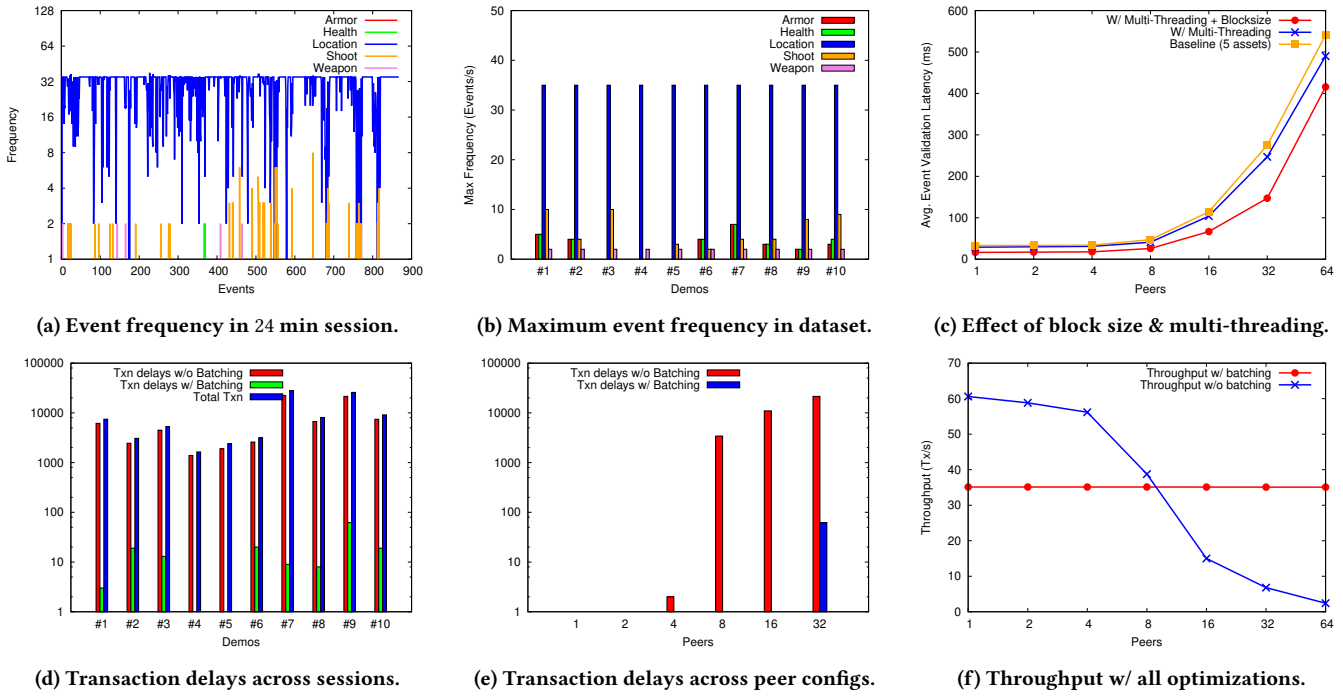 128
64
32
16
8
4
2
1
Frequency
Armor
Health
Location
Shoot
Weapon
0 100 200 300 400 500 600 700 800 900
Events
(a) Event frequency in 24 min session.
50
40
30
20
10
0
Max Frequency (Events/s)
Armor
Health
Location
Shoot
Weapon
#1 #2 #3 #4 #5 #6 #7 #8 #9 #10
Demos
(b) Maximum event frequency in dataset.
600
500
400
300
200
100
0
Avg. Event Validation Latency (ms)
W/ Multi-Threading + Blocksize
W/ Multi-Threading
Baseline (5 assets)
1 2 4 8 16 32 64
Peers
(c) Effect of block size & multi-threading.
100000
10000
1000
100
10
1
Txn delays w/o Batching
Txn delays w/ Batching
Total Txn
#1 #2 #3 #4 #5 #6 #7 #8 #9 #10
Demos
(d) Transaction delays across sessions.
100000
10000
1000
100
10
1
Txn delays w/o Batching
Txn delays w/ Batching
1 2 4 8 16 32
Peers
(e) Transaction delays across peer configs.
70
60
50
40
30
20
10
0
Throughput (Tx/s)
Throughput w/ batching
Throughput w/o batching
1 2 4 8 16 32 64
Peers
(f) Throughput w/ all optimizations.